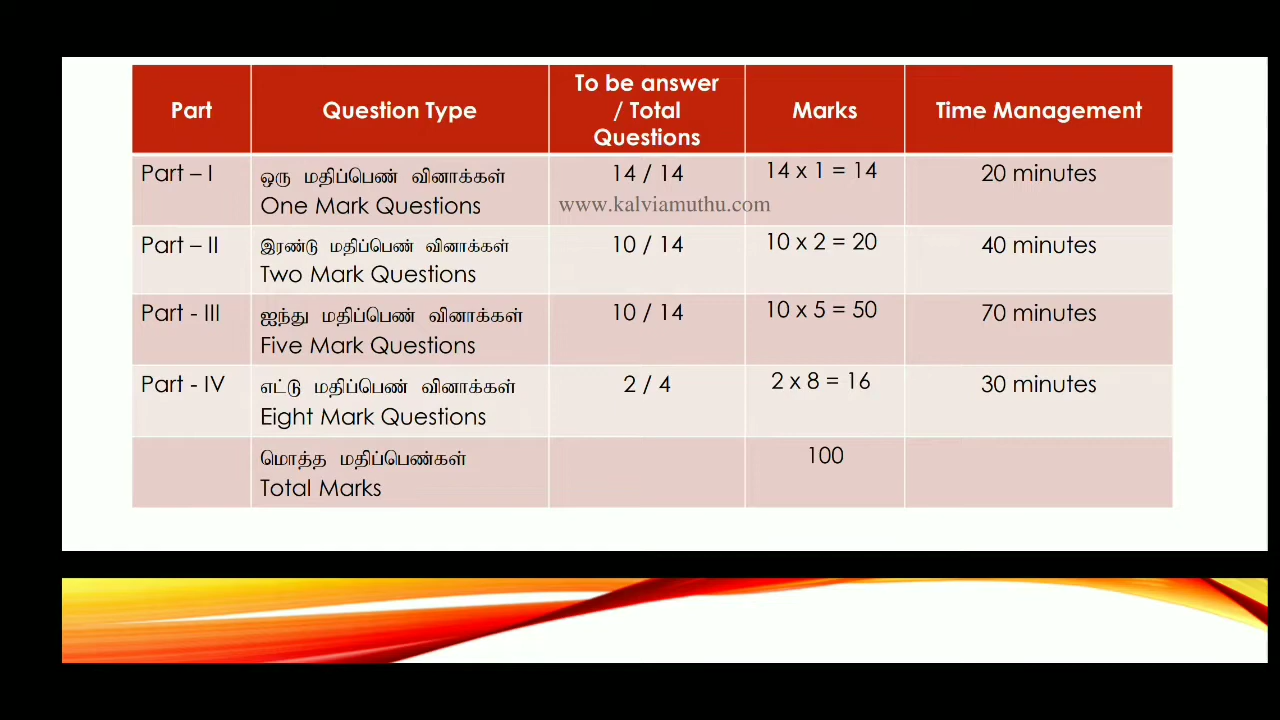 Part
Question Type
To be answer
/ Total
Questions
Marks
Time Management
Part – I
ஒரு மதிப்பெண் வினாக்கள்
One Mark Questions
14 / 14
14 x 1 = 14
20 minutes
www.kalviamuthu.com
Part – II
இரண்டு மதிப்பெண் வினாக்கள்
Two Mark Questions
10 / 14
10 x 2 = 20
40 minutes
Part - III
ஐந்து மதிப்பெண் வினாக்கள்
Five Mark Questions
10 / 14
10 x 5 = 50
70 minutes
Part - IV
எட்டு மதிப்பெண் வினாக்கள்
Eight Mark Questions
2 / 4
2 x 8 = 16
30 minutes
மொத்த மதிப்பெண்கள்
Total Marks
100